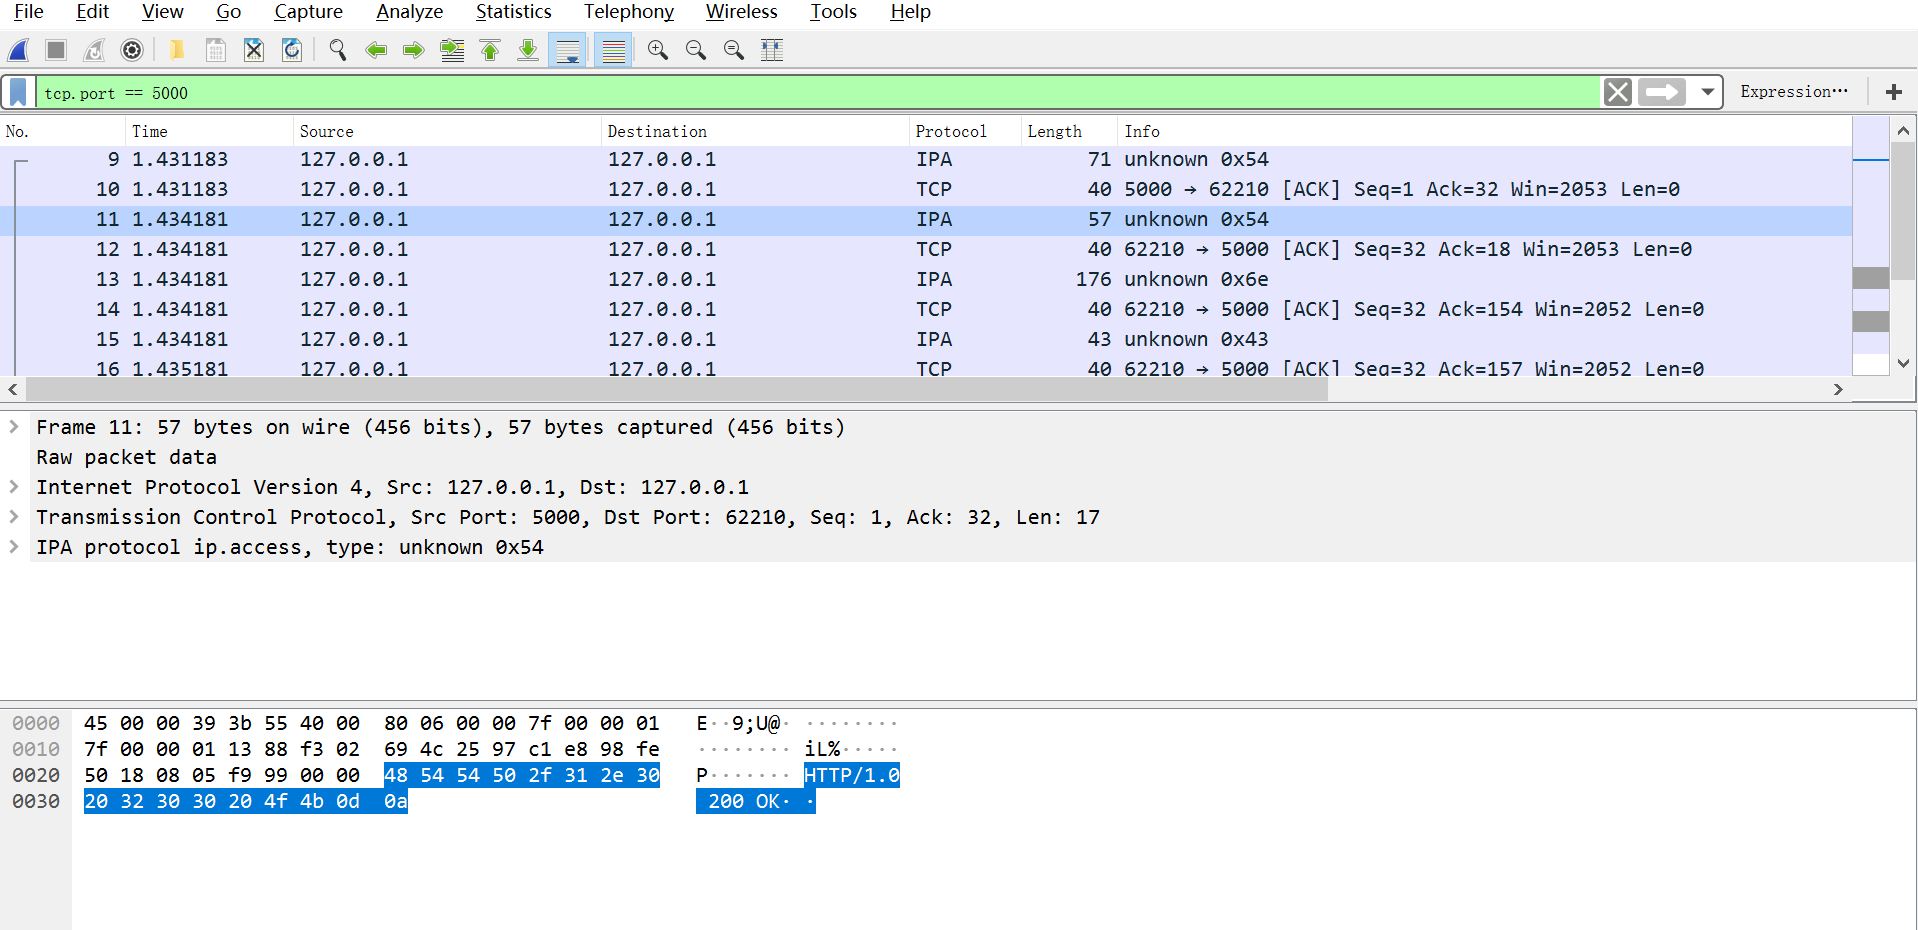 File Edit View Go Capture Analyze Statistics Telephony Wireless Tools Help
tcp.port == 5000 Expression…
No. Time Source Destination Protocol Length Info
9 1.431183 127.0.0.1 127.0.0.1 IPA 71 unknown 0x54
10 1.431183 127.0.0.1 127.0.0.1 TCP 40 5000 → 62210 [ACK] Seq=1 Ack=32 Win=2053 Len=0
11 1.434181 127.0.0.1 127.0.0.1 IPA 57 unknown 0x54
12 1.434181 127.0.0.1 127.0.0.1 TCP 40 62210 → 5000 [ACK] Seq=32 Ack=18 Win=2053 Len=0
13 1.434181 127.0.0.1 127.0.0.1 IPA 176 unknown 0x6e
14 1.434181 127.0.0.1 127.0.0.1 TCP 40 62210 → 5000 [ACK] Seq=32 Ack=154 Win=2052 Len=0
15 1.434181 127.0.0.1 127.0.0.1 IPA 43 unknown 0x43
16 1.435181 127.0.0.1 127.0.0.1 TCP 40 62210 → 5000 [ACK] Seq=32 Ack=157 Win=2052 Len=0
Frame 11: 57 bytes on wire (456 bits), 57 bytes captured (456 bits)
Raw packet data
Internet Protocol Version 4, Src: 127.0.0.1, Dst: 127.0.0.1
Transmission Control Protocol, Src Port: 5000, Dst Port: 62210, Seq: 1, Ack: 32, Len: 17
IPA protocol ip.access, type: unknown 0x54
0000 45 00 00 39 3b 55 40 00 80 06 00 00 7f 00 00 01 E··9;U@· ········
0010 7f 00 00 01 13 88 f3 02 69 4c 25 97 c1 e8 98 fe ········ iL%·····
0020 50 18 08 05 f9 99 00 00 48 54 54 50 2f 31 2e 30 P······· HTTP/1.0
0030 20 32 30 30 20 4f 4b 0d 0a 200 OK· ·